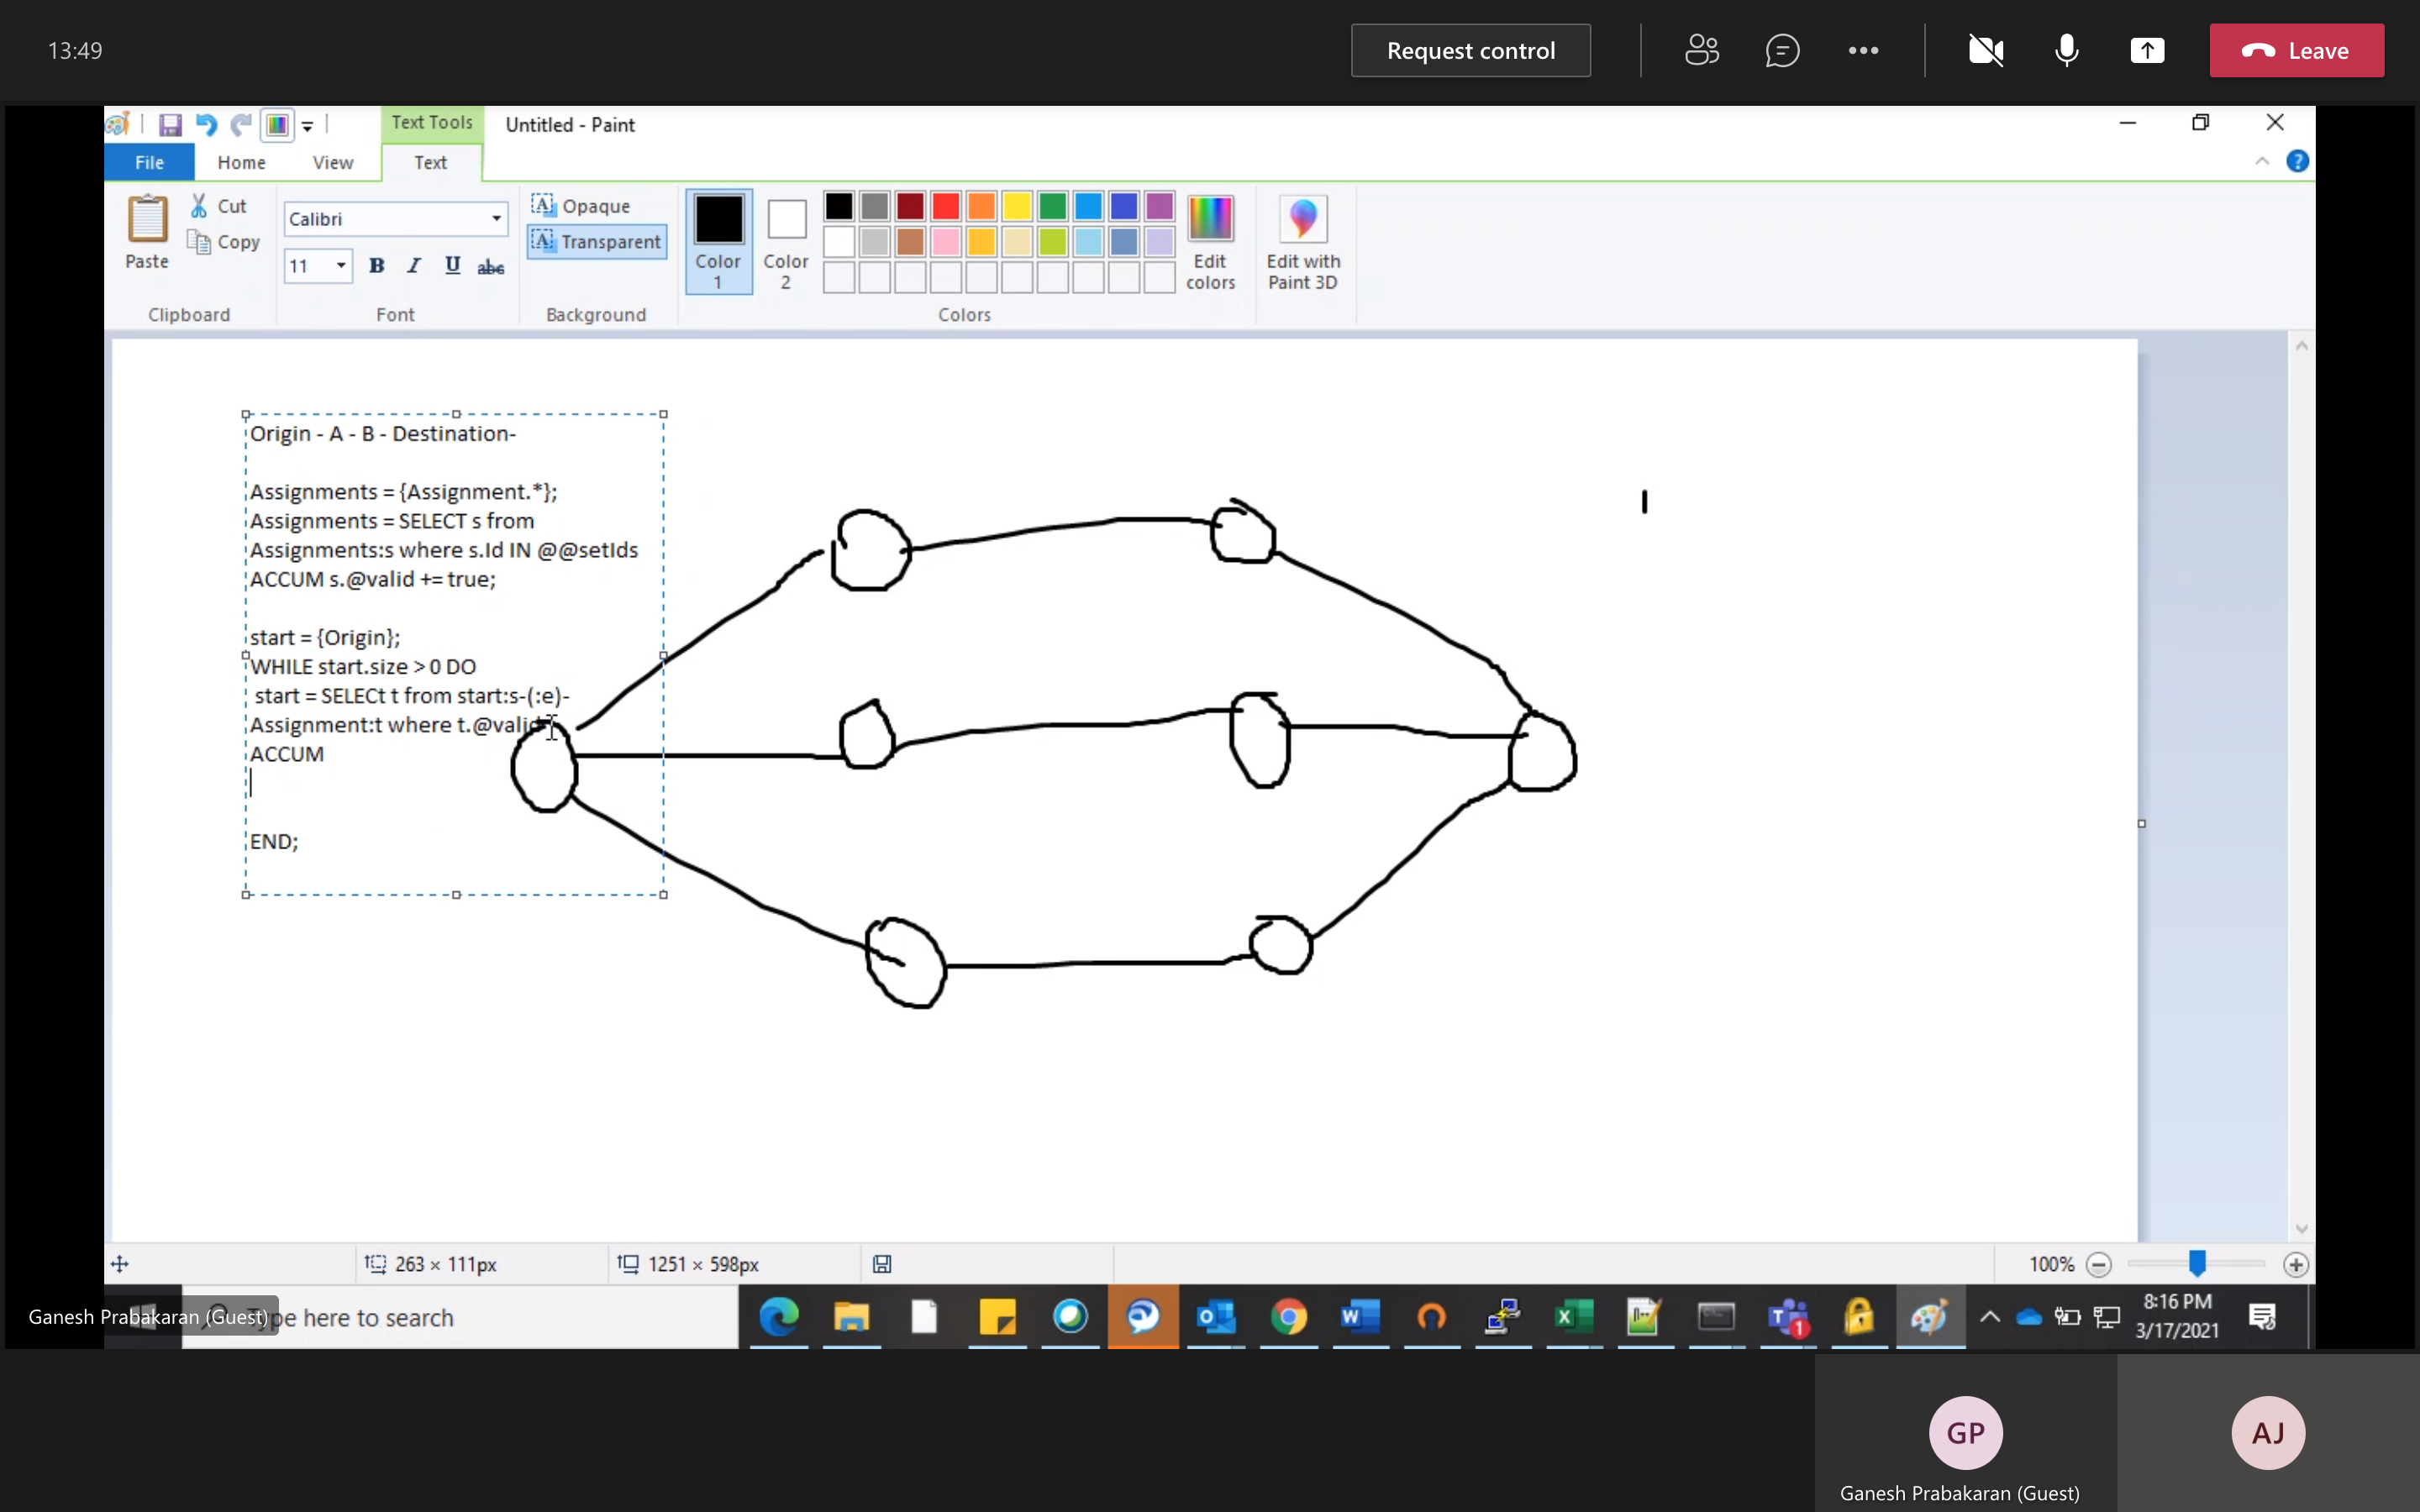 13:49
Request control
Leave
Text Tools
Untitled - Paint
File
Home
View
Text
Paste
Cut
Copy
Clipboard
Calibri
11
B I U abc
Font
Opaque
Transparent
Background
Color 1
Color 2
Colors
Edit colors
Edit with Paint 3D
Origin - A - B - Destination-
Assignments = {Assignment.*};
Assignments = SELECT s from
Assignments:s where s.Id IN @@setIds
ACCUM s.@valid += true;
start = {Origin};
WHILE start.size > 0 DO
start = SELECt t from start:s-(:e)-
Assignment:t where t.@valid
ACCUM
END;
263 × 111px
1251 × 598px
100%
Ganesh Prabakaran (Guest)
pe here to search
1
8:16 PM
3/17/2021
GP
Ganesh Prabakaran (Guest)
AJ